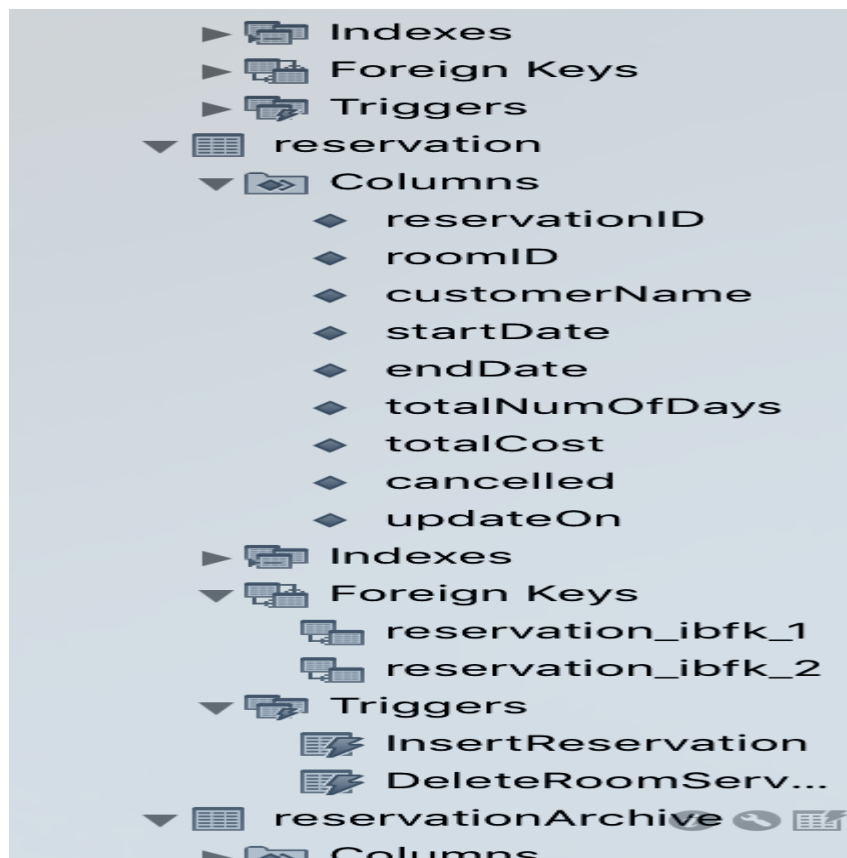 Indexes
Foreign Keys
Triggers
reservation
Columns
reservationID
roomID
customerName
startDate
endDate
totalNumOfDays
totalCost
cancelled
updateOn
Indexes
Foreign Keys
reservation_ibfk_1
reservation_ibfk_2
Triggers
InsertReservation
DeleteRoomServ...
reservationArchive
Columns